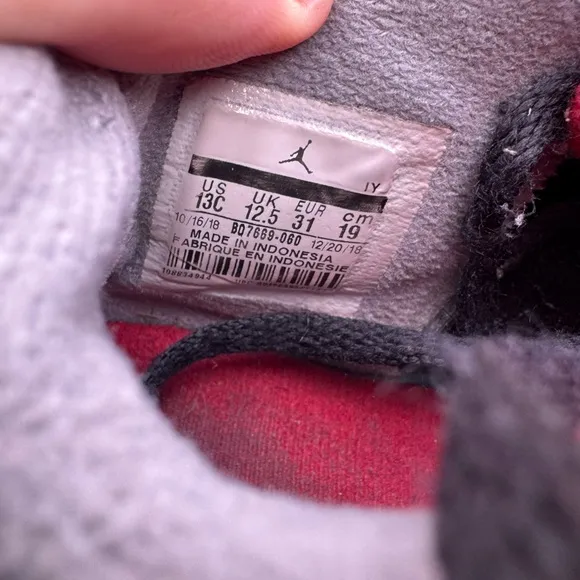 IY
US UK EUR cm
13C 12.5 31 19
10/16/18 BQ7669-060 12/20/18
MADE IN INDONESIA
FABRIQUE EN INDONESIE